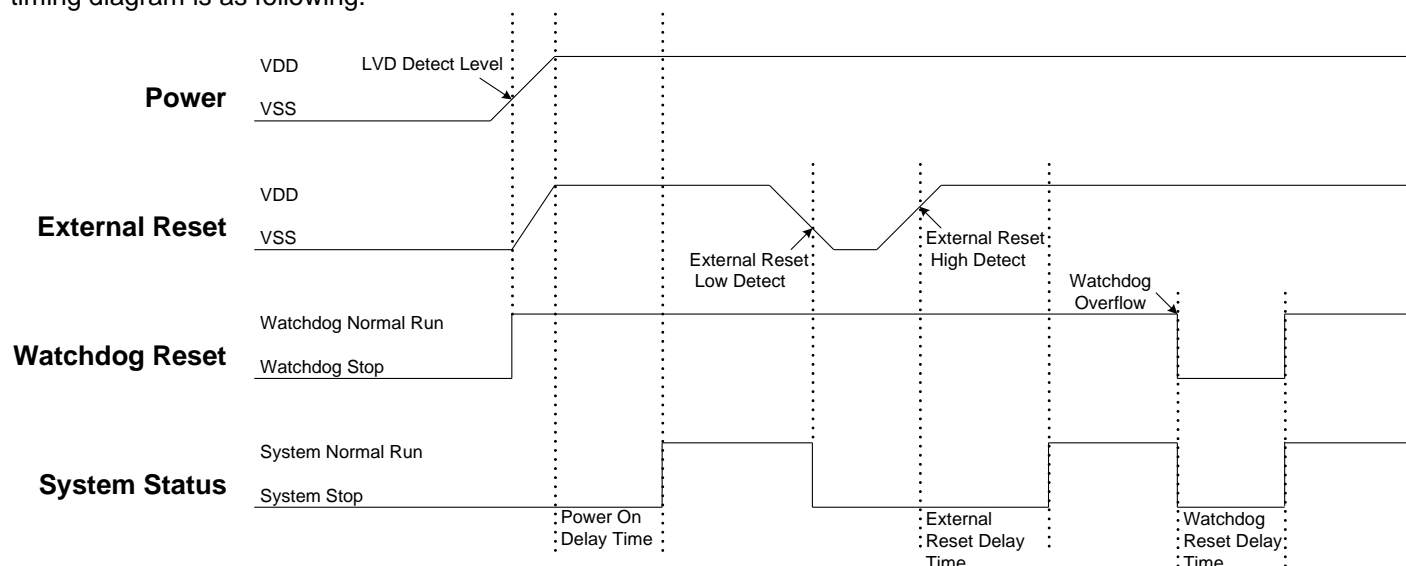 timing diagram is as following:
VDD
LVD Detect Level
Power
VSS
VDD
External Reset
VSS
External Reset
Low Detect
External Reset
High Detect
Watchdog
Overflow
Watchdog Normal Run
Watchdog Reset
Watchdog Stop
System Normal Run
System Status
System Stop
Power On
Delay Time
External
Reset Delay
Time
Watchdog
Reset Delay
Time